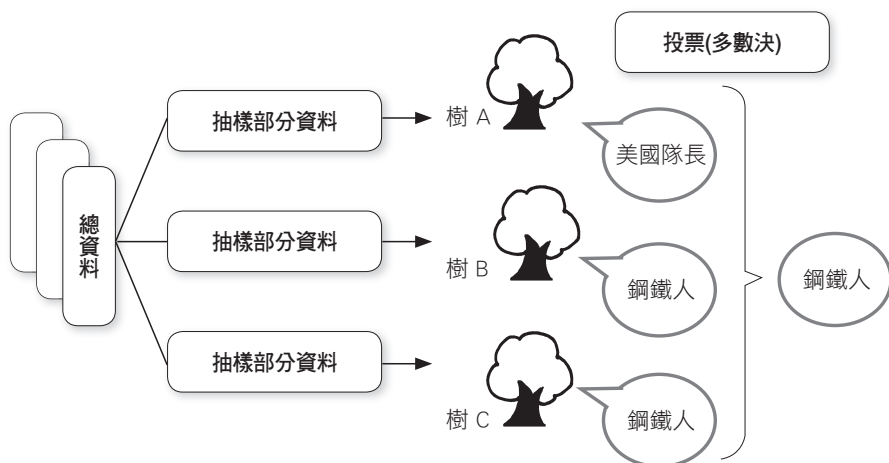 總資料
抽樣部分資料
樹 A
美國隊長
抽樣部分資料
樹 B
鋼鐵人
抽樣部分資料
樹 C
鋼鐵人
投票(多數決)
鋼鐵人